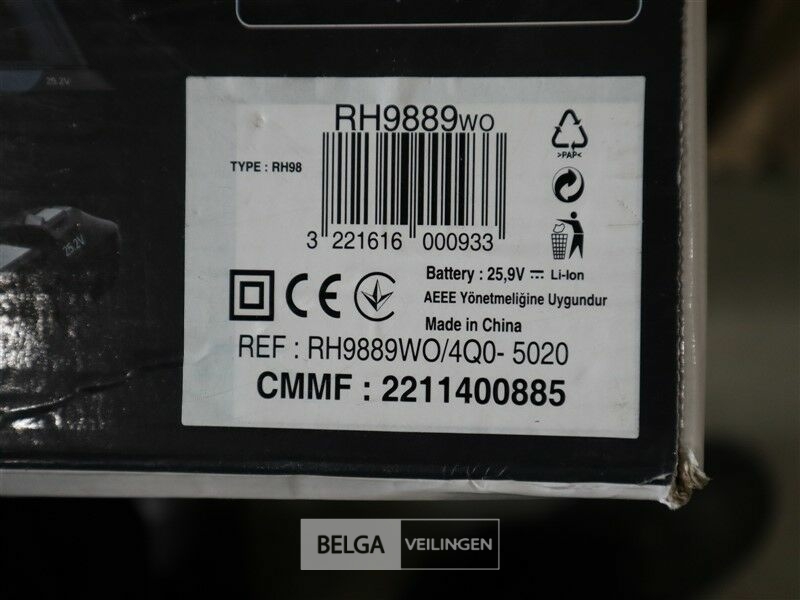 25.2V
25.2V
RH9889WO
TYPE : RH98
>PAP<
3 221616 000933
Battery : 25,9V Li-Ion
CE
AEEE Yönetmeliğine Uygundur
Made in China
REF : RH9889WO/4Q0- 5020
CMMF : 2211400885
BELGA VEILINGEN